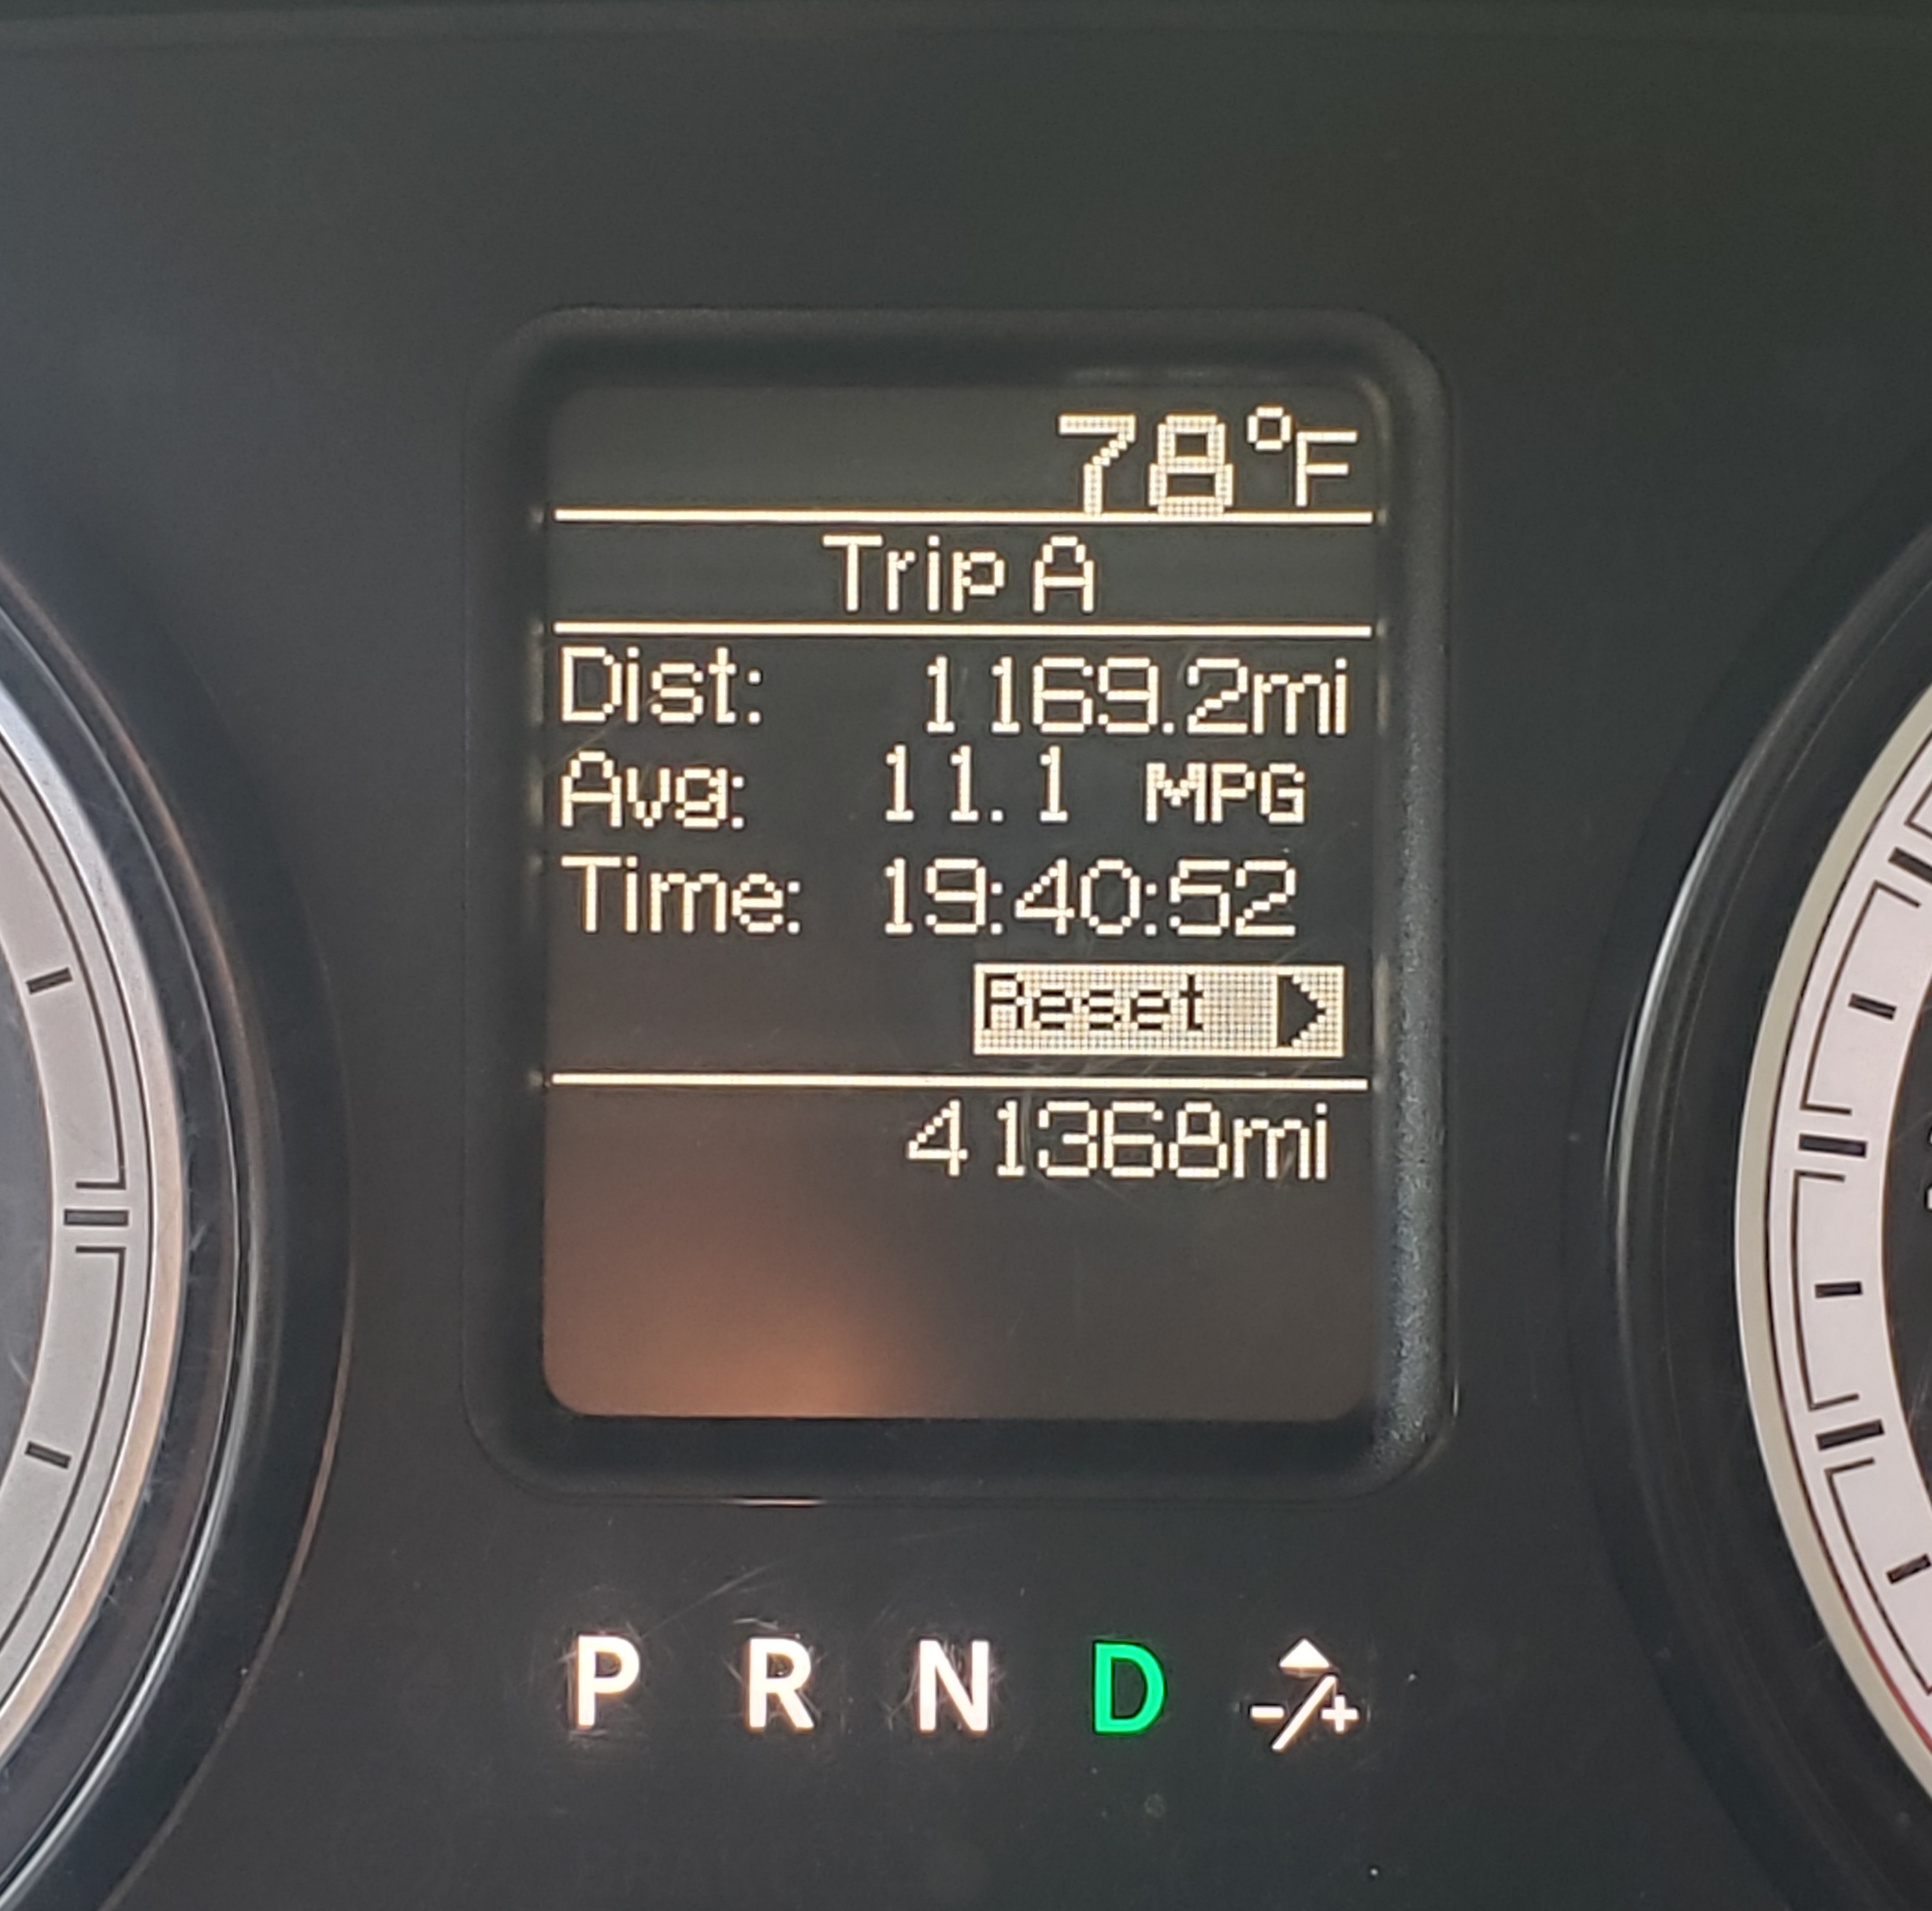 78°F
Trip A
Dist: 1169.2mi
Avg: 11.1 MPG
Time: 19:40:52
Reset
41368mi
P R N D -/+